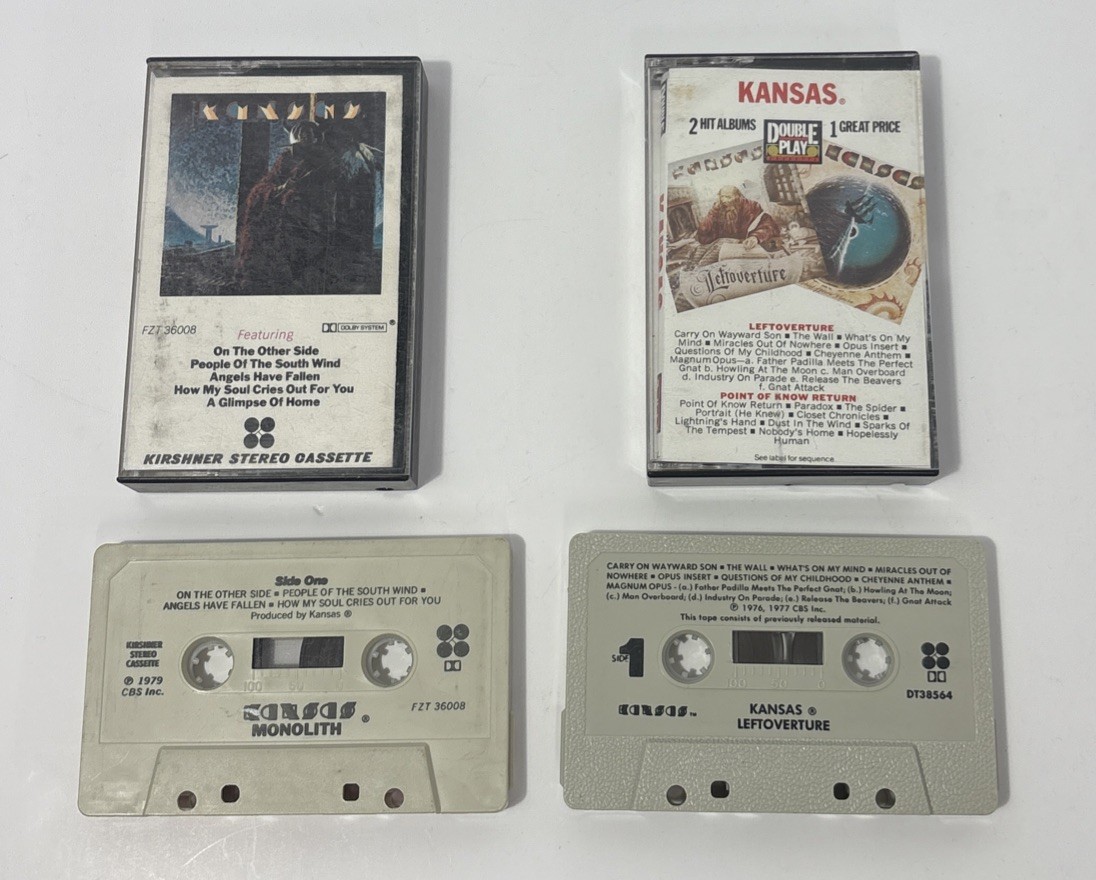 KANSAS
FZT 36008
Featuring
DOLBY SYSTEM ®
On The Other Side
People Of The South Wind
Angels Have Fallen
How My Soul Cries Out For You
A Glimpse Of Home
KIRSHNER STEREO CASSETTE
KANSAS®
2 HIT ALBUMS DOUBLE PLAY 1 GREAT PRICE
KANSAS
KANSAS
Leftoverture
LEFTOVERTURE
Carry On Wayward Son ■ The Wall ■ What's On My
Mind ■ Miracles Out Of Nowhere ■ Opus Insert ■
Questions Of My Childhood ■ Cheyenne Anthem ■
Magnum Opus—a. Father Padilla Meets The Perfect
Gnat b. Howling At The Moon c. Man Overboard
d. Industry On Parade e. Release The Beavers
f. Gnat Attack
POINT OF KNOW RETURN
Point Of Know Return ■ Paradox ■ The Spider ■
Portrait (He Knew) ■ Closet Chronicles ■
Lightning's Hand ■ Dust In The Wind ■ Sparks Of
The Tempest ■ Nobody's Home ■ Hopelessly
Human
See label for sequence.
Side One
ON THE OTHER SIDE ■ PEOPLE OF THE SOUTH WIND ■
ANGELS HAVE FALLEN ■ HOW MY SOUL CRIES OUT FOR YOU
Produced by Kansas ®
KIRSHNER
STEREO
CASSETTE
℗ 1979
CBS Inc.
100 50 0
FZT 36008
KANSAS ®
MONOLITH
CARRY ON WAYWARD SON ■ THE WALL ■ WHAT'S ON MY MIND ■ MIRACLES OUT OF
NOWHERE ■ OPUS INSERT ■ QUESTIONS OF MY CHILDHOOD ■ CHEYENNE ANTHEM ■
MAGNUM OPUS - (a.) Father Padilla Meets The Perfect Gnat; (b.) Howling At The Moon;
(c.) Man Overboard; (d.) Industry On Parade; (e.) Release The Beavers; (f.) Gnat Attack
℗ 1976, 1977 CBS Inc.
This tape consists of previously released material.
SIDE 1
100 50 0
DT38564
KANSAS™
KANSAS ®
LEFTOVERTURE